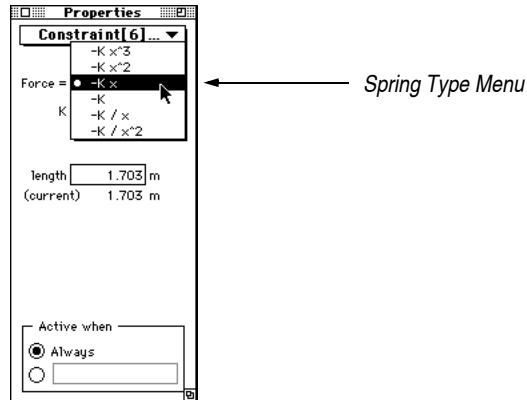 Properties
Constraint[6]... ▼
-K x^3
-K x^2
Force = -K x
Spring Type Menu
K -K
-K / x
-K / x^2
length 1.703 m
(current) 1.703 m
Active when
Always